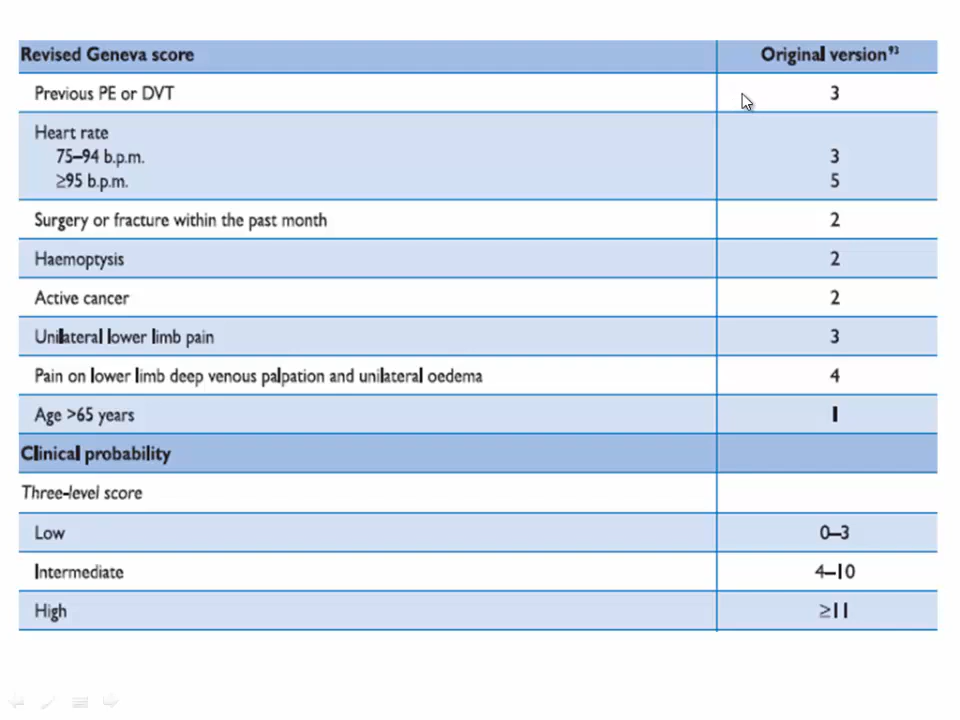 Revised Geneva score Original version⁹³
Previous PE or DVT 3
Heart rate
75–94 b.p.m. 3
≥95 b.p.m. 5
Surgery or fracture within the past month 2
Haemoptysis 2
Active cancer 2
Unilateral lower limb pain 3
Pain on lower limb deep venous palpation and unilateral oedema 4
Age >65 years 1
Clinical probability
Three-level score
Low 0–3
Intermediate 4–10
High ≥11